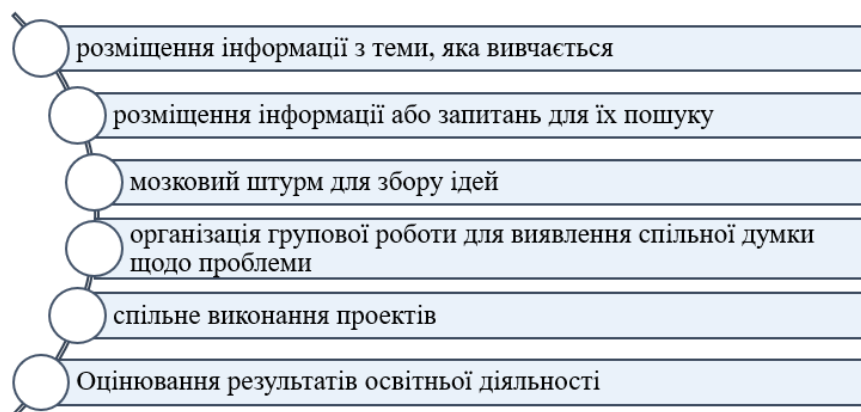 розміщення інформації з теми, яка вивчається
розміщення інформації або запитань для їх пошуку
мозковий штурм для збору ідей
організація групової роботи для виявлення спільної думки
щодо проблеми
спільне виконання проектів
Оцінювання результатів освітньої діяльності